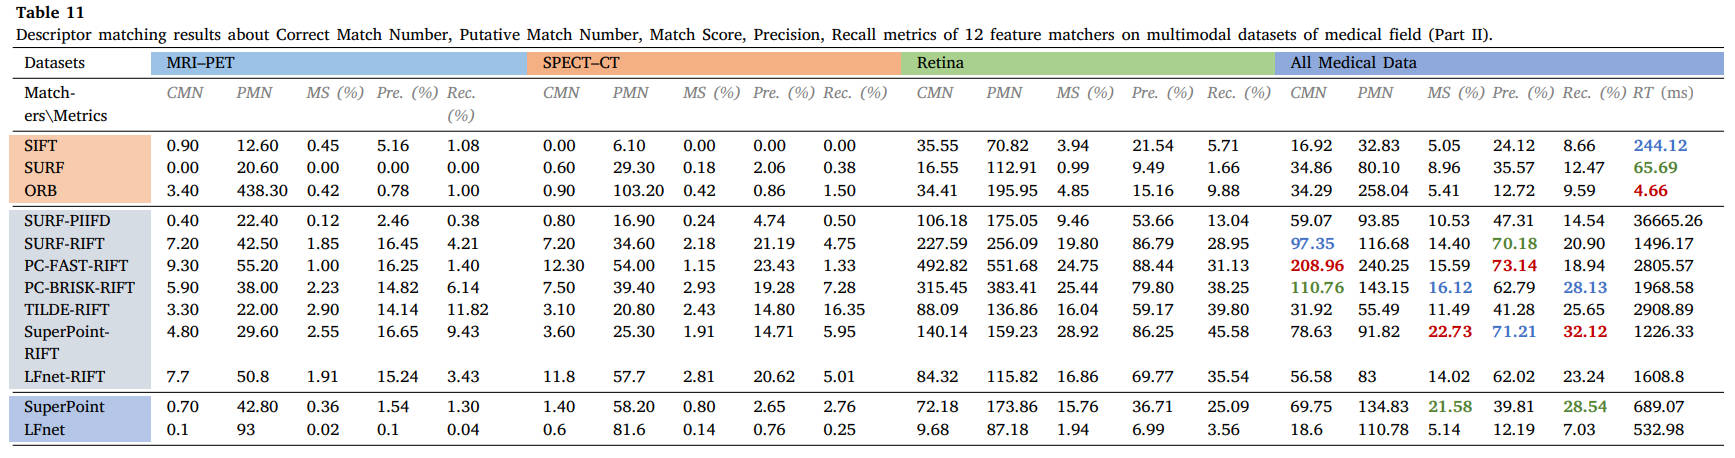 Table 11
Descriptor matching results about Correct Match Number, Putative Match Number, Match Score, Precision, Recall metrics of 12 feature matchers on multimodal datasets of medical field (Part II).
Datasets MRI–PET SPECT–CT Retina All Medical Data
Match- CMN PMN MS (%) Pre. (%) Rec. CMN PMN MS (%) Pre. (%) Rec. (%) CMN PMN MS (%) Pre. (%) Rec. (%) CMN PMN MS (%) Pre. (%) Rec. (%) RT (ms)
ers\Metrics (%)
SIFT 0.90 12.60 0.45 5.16 1.08 0.00 6.10 0.00 0.00 0.00 35.55 70.82 3.94 21.54 5.71 16.92 32.83 5.05 24.12 8.66 244.12
SURF 0.00 20.60 0.00 0.00 0.00 0.60 29.30 0.18 2.06 0.38 16.55 112.91 0.99 9.49 1.66 34.86 80.10 8.96 35.57 12.47 65.69
ORB 3.40 438.30 0.42 0.78 1.00 0.90 103.20 0.42 0.86 1.50 34.41 195.95 4.85 15.16 9.88 34.29 258.04 5.41 12.72 9.59 4.66
SURF-PIIFD 0.40 22.40 0.12 2.46 0.38 0.80 16.90 0.24 4.74 0.50 106.18 175.05 9.46 53.66 13.04 59.07 93.85 10.53 47.31 14.54 36665.26
SURF-RIFT 7.20 42.50 1.85 16.45 4.21 7.20 34.60 2.18 21.19 4.75 227.59 256.09 19.80 86.79 28.95 97.35 116.68 14.40 70.18 20.90 1496.17
PC-FAST-RIFT 9.30 55.20 1.00 16.25 1.40 12.30 54.00 1.15 23.43 1.33 492.82 551.68 24.75 88.44 31.13 208.96 240.25 15.59 73.14 18.94 2805.57
PC-BRISK-RIFT 5.90 38.00 2.23 14.82 6.14 7.50 39.40 2.93 19.28 7.28 315.45 383.41 25.44 79.80 38.25 110.76 143.15 16.12 62.79 28.13 1968.58
TILDE-RIFT 3.30 22.00 2.90 14.14 11.82 3.10 20.80 2.43 14.80 16.35 88.09 136.86 16.04 59.17 39.80 31.92 55.49 11.49 41.28 25.65 2908.89
SuperPoint- 4.80 29.60 2.55 16.65 9.43 3.60 25.30 1.91 14.71 5.95 140.14 159.23 28.92 86.25 45.58 78.63 91.82 22.73 71.21 32.12 1226.33
RIFT
LFnet-RIFT 7.7 50.8 1.91 15.24 3.43 11.8 57.7 2.81 20.62 5.01 84.32 115.82 16.86 69.77 35.54 56.58 83 14.02 62.02 23.24 1608.8
SuperPoint 0.70 42.80 0.36 1.54 1.30 1.40 58.20 0.80 2.65 2.76 72.18 173.86 15.76 36.71 25.09 69.75 134.83 21.58 39.81 28.54 689.07
LFnet 0.1 93 0.02 0.1 0.04 0.6 81.6 0.14 0.76 0.25 9.68 87.18 1.94 6.99 3.56 18.6 110.78 5.14 12.19 7.03 532.98